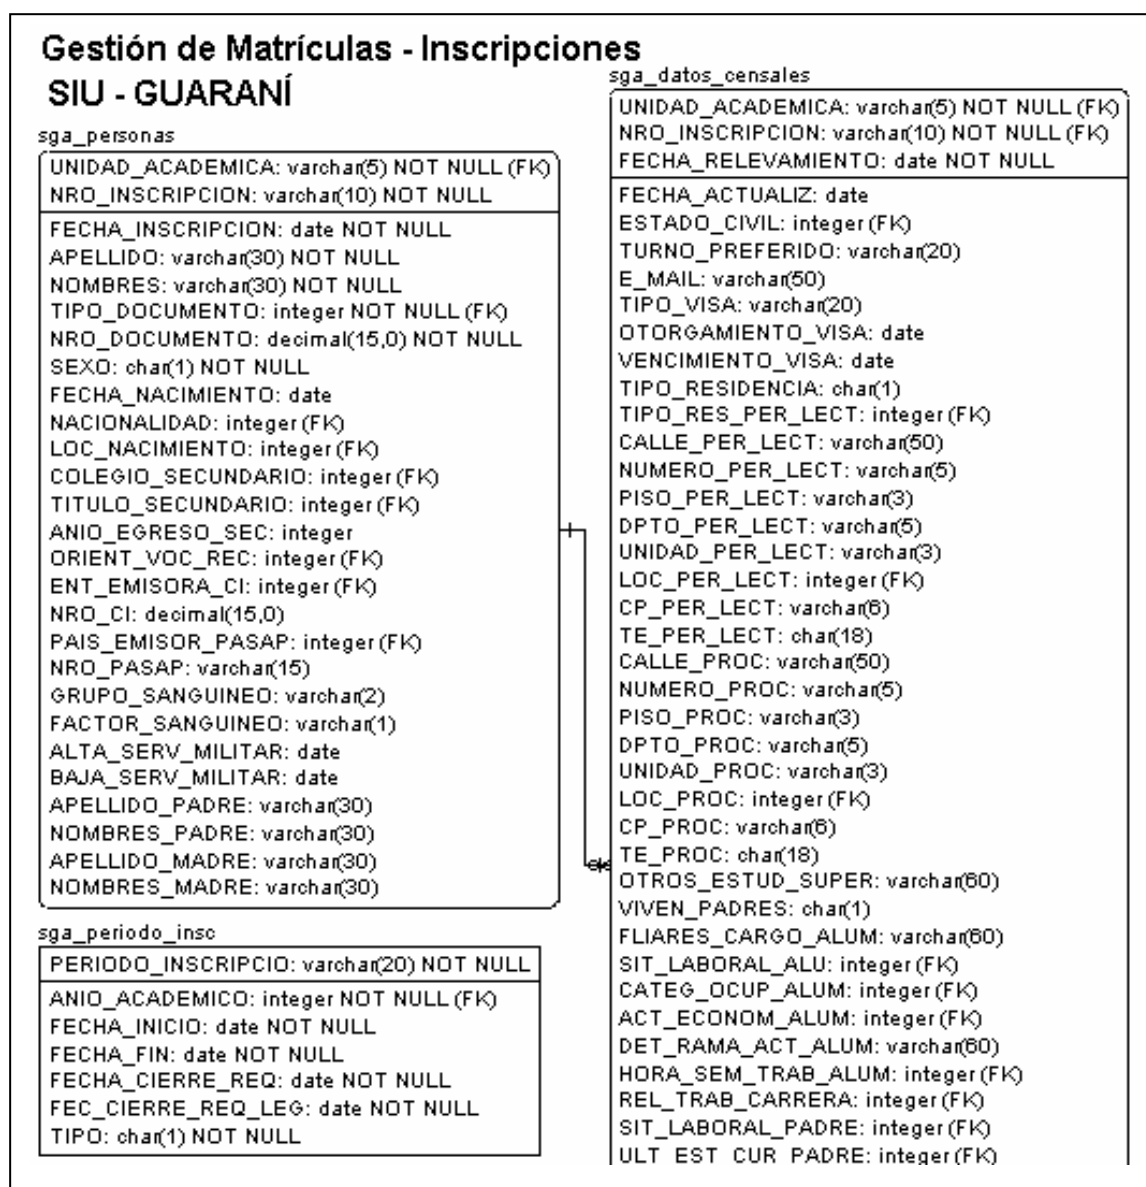 Gestión de Matrículas - Inscripciones
SIU - GUARANÍ
sga_personas
UNIDAD_ACADEMICA: varchar(5) NOT NULL (FK)
NRO_INSCRIPCION: varchar(10) NOT NULL
FECHA_INSCRIPCION: date NOT NULL
APELLIDO: varchar(30) NOT NULL
NOMBRES: varchar(30) NOT NULL
TIPO_DOCUMENTO: integer NOT NULL (FK)
NRO_DOCUMENTO: decimal(15,0) NOT NULL
SEXO: char(1) NOT NULL
FECHA_NACIMIENTO: date
NACIONALIDAD: integer (FK)
LOC_NACIMIENTO: integer (FK)
COLEGIO_SECUNDARIO: integer (FK)
TITULO_SECUNDARIO: integer (FK)
ANIO_EGRESO_SEC: integer
ORIENT_VOC_REC: integer (FK)
ENT_EMISORA_CI: integer (FK)
NRO_CI: decimal(15,0)
PAIS_EMISOR_PASAP: integer (FK)
NRO_PASAP: varchar(15)
GRUPO_SANGUINEO: varchar(2)
FACTOR_SANGUINEO: varchar(1)
ALTA_SERV_MILITAR: date
BAJA_SERV_MILITAR: date
APELLIDO_PADRE: varchar(30)
NOMBRES_PADRE: varchar(30)
APELLIDO_MADRE: varchar(30)
NOMBRES_MADRE: varchar(30)
sga_periodo_insc
PERIODO_INSCRIPCIO: varchar(20) NOT NULL
ANIO_ACADEMICO: integer NOT NULL (FK)
FECHA_INICIO: date NOT NULL
FECHA_FIN: date NOT NULL
FECHA_CIERRE_REQ: date NOT NULL
FEC_CIERRE_REQ_LEG: date NOT NULL
TIPO: char(1) NOT NULL
sga_datos_censales
UNIDAD_ACADEMICA: varchar(5) NOT NULL (FK)
NRO_INSCRIPCION: varchar(10) NOT NULL (FK)
FECHA_RELEVAMIENTO: date NOT NULL
FECHA_ACTUALIZ: date
ESTADO_CIVIL: integer (FK)
TURNO_PREFERIDO: varchar(20)
E_MAIL: varchar(50)
TIPO_VISA: varchar(20)
OTORGAMIENTO_VISA: date
VENCIMIENTO_VISA: date
TIPO_RESIDENCIA: char(1)
TIPO_RES_PER_LECT: integer (FK)
CALLE_PER_LECT: varchar(50)
NUMERO_PER_LECT: varchar(5)
PISO_PER_LECT: varchar(3)
DPTO_PER_LECT: varchar(5)
UNIDAD_PER_LECT: varchar(3)
LOC_PER_LECT: integer (FK)
CP_PER_LECT: varchar(6)
TE_PER_LECT: char(18)
CALLE_PROC: varchar(50)
NUMERO_PROC: varchar(5)
PISO_PROC: varchar(3)
DPTO_PROC: varchar(5)
UNIDAD_PROC: varchar(3)
LOC_PROC: integer (FK)
CP_PROC: varchar(6)
TE_PROC: char(18)
OTROS_ESTUD_SUPER: varchar(60)
VIVEN_PADRES: char(1)
FLIARES_CARGO_ALUM: varchar(60)
SIT_LABORAL_ALU: integer (FK)
CATEG_OCUP_ALUM: integer (FK)
ACT_ECONOM_ALUM: integer (FK)
DET_RAMA_ACT_ALUM: varchar(60)
HORA_SEM_TRAB_ALUM: integer (FK)
REL_TRAB_CARRERA: integer (FK)
SIT_LABORAL_PADRE: integer (FK)
ULT_EST_CUR_PADRE: integer (FK)